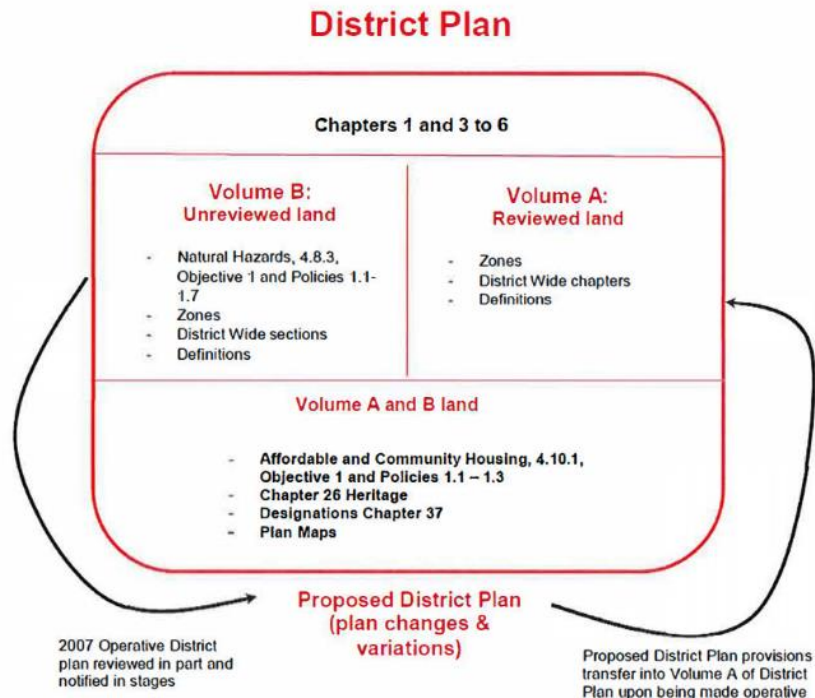 District Plan
Chapters 1 and 3 to 6
Volume B:
Unreviewed land
- Natural Hazards, 4.8.3,
Objective 1 and Policies 1.1-
1.7
- Zones
- District Wide sections
- Definitions
Volume A:
Reviewed land
- Zones
- District Wide chapters
- Definitions
Volume A and B land
- Affordable and Community Housing, 4.10.1,
Objective 1 and Policies 1.1 – 1.3
- Chapter 26 Heritage
- Designations Chapter 37
- Plan Maps
Proposed District Plan
(plan changes &
variations)
2007 Operative District
plan reviewed in part and
notified in stages
Proposed District Plan provisions
transfer into Volume A of District
Plan upon being made operative